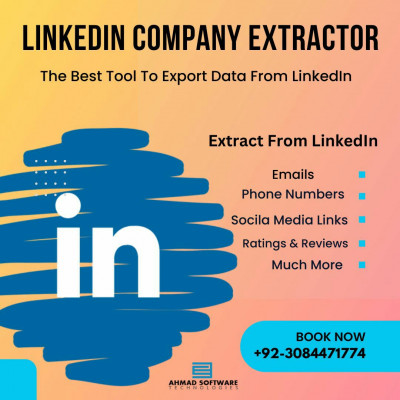 LINKEDIN COMPANY EXTRACTOR
The Best Tool To Export Data From LinkedIn
Extract From LinkedIn
Emails
Phone Numbers
Socila Media Links
Ratings & Reviews
Much More
in
BOOK NOW
+92-3084471774
AHMAD SOFTWARE
TECHNOLOGIES